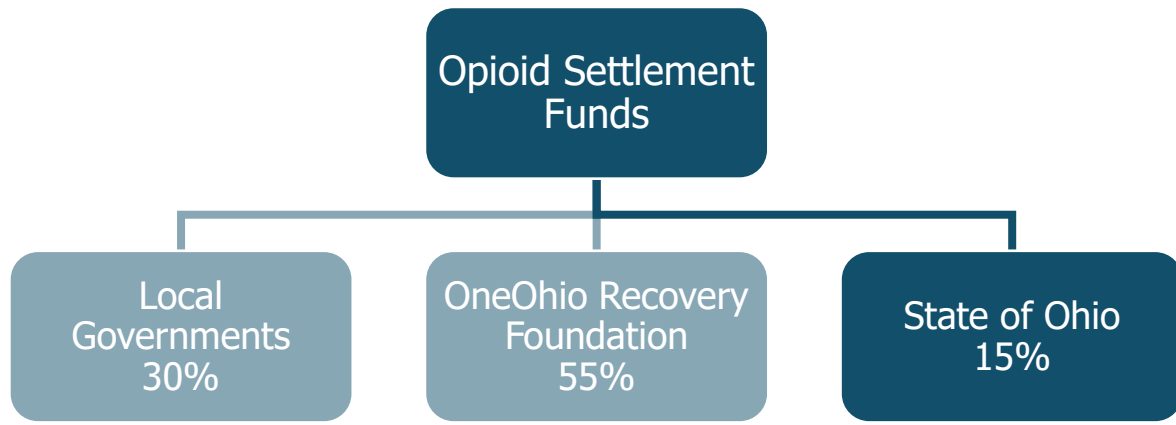 Opioid Settlement
Funds
Local
Governments
30%
OneOhio Recovery
Foundation
55%
State of Ohio
15%